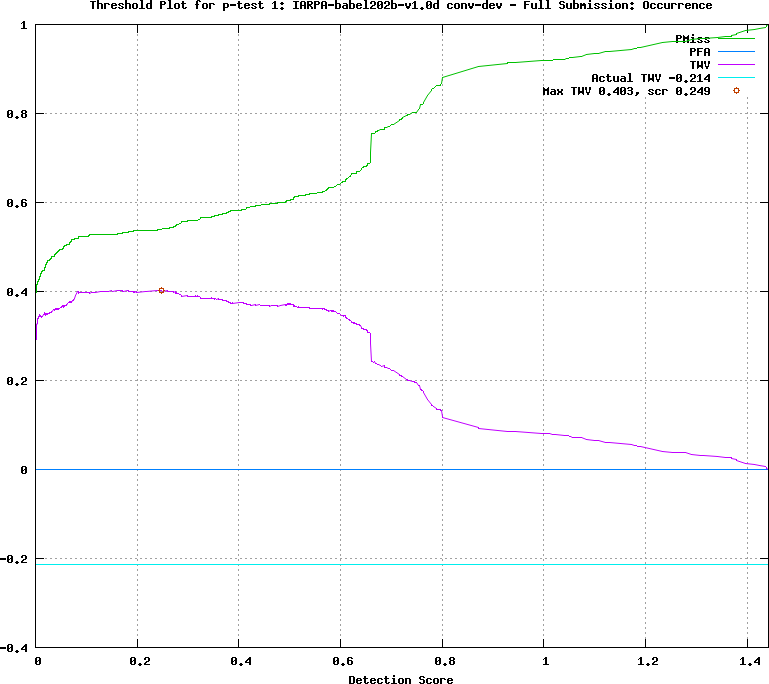 Threshold Plot for p-test 1: IARPA-babel202b-v1.0d conv-dev - Full Submission: Occurrence
PMiss
PFA
TWV
Actual TWV -0.214
Max TWV 0.403, scr 0.249
1
0.8
0.6
0.4
0.2
0
-0.2
-0.4
0 0.2 0.4 0.6 0.8 1 1.2 1.4
Detection Score